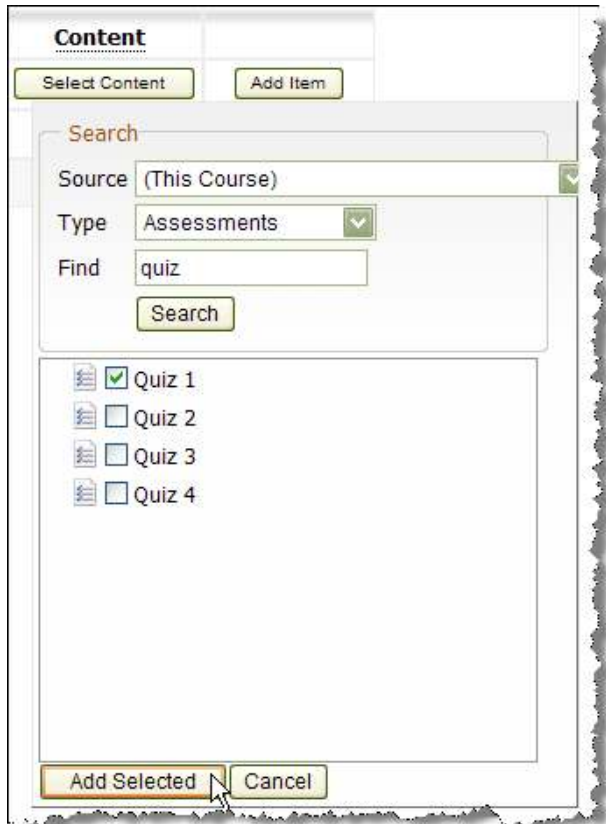 Content
Select Content Add Item
Search
Source (This Course)
Type Assessments
Find quiz
Search
Quiz 1
Quiz 2
Quiz 3
Quiz 4
Add Selected Cancel